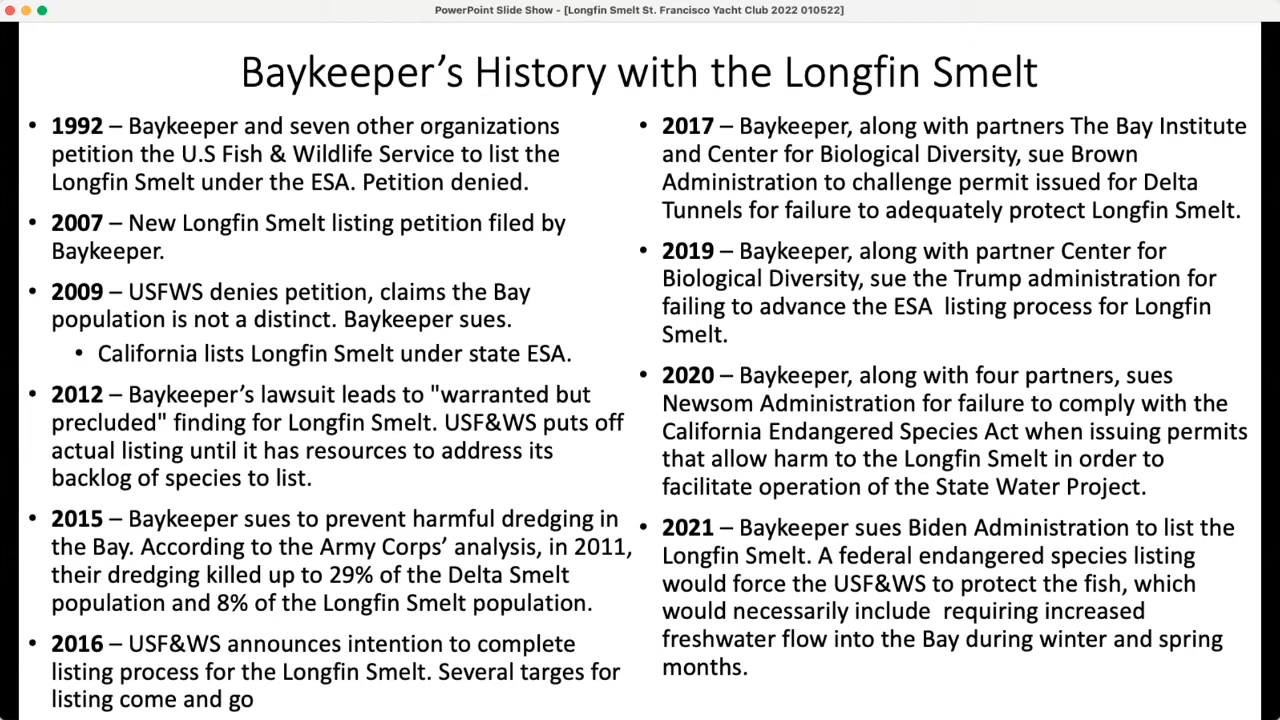 PowerPoint Slide Show - [Longfin Smelt St. Francisco Yacht Club 2022 010522]
Baykeeper's History with the Longfin Smelt
• 1992 – Baykeeper and seven other organizations
petition the U.S Fish & Wildlife Service to list the
Longfin Smelt under the ESA. Petition denied.
• 2007 – New Longfin Smelt listing petition filed by
Baykeeper.
• 2009 – USFWS denies petition, claims the Bay
population is not a distinct. Baykeeper sues.
• California lists Longfin Smelt under state ESA.
• 2012 – Baykeeper's lawsuit leads to "warranted but
precluded" finding for Longfin Smelt. USF&WS puts off
actual listing until it has resources to address its
backlog of species to list.
• 2015 – Baykeeper sues to prevent harmful dredging in
the Bay. According to the Army Corps' analysis, in 2011,
their dredging killed up to 29% of the Delta Smelt
population and 8% of the Longfin Smelt population.
• 2016 – USF&WS announces intention to complete
listing process for the Longfin Smelt. Several targes for
listing come and go
• 2017 – Baykeeper, along with partners The Bay Institute
and Center for Biological Diversity, sue Brown
Administration to challenge permit issued for Delta
Tunnels for failure to adequately protect Longfin Smelt.
• 2019 – Baykeeper, along with partner Center for
Biological Diversity, sue the Trump administration for
failing to advance the ESA  listing process for Longfin
Smelt.
• 2020 – Baykeeper, along with four partners, sues
Newsom Administration for failure to comply with the
California Endangered Species Act when issuing permits
that allow harm to the Longfin Smelt in order to
facilitate operation of the State Water Project.
• 2021 – Baykeeper sues Biden Administration to list the
Longfin Smelt. A federal endangered species listing
would force the USF&WS to protect the fish, which
would necessarily include  requiring increased
freshwater flow into the Bay during winter and spring
months.